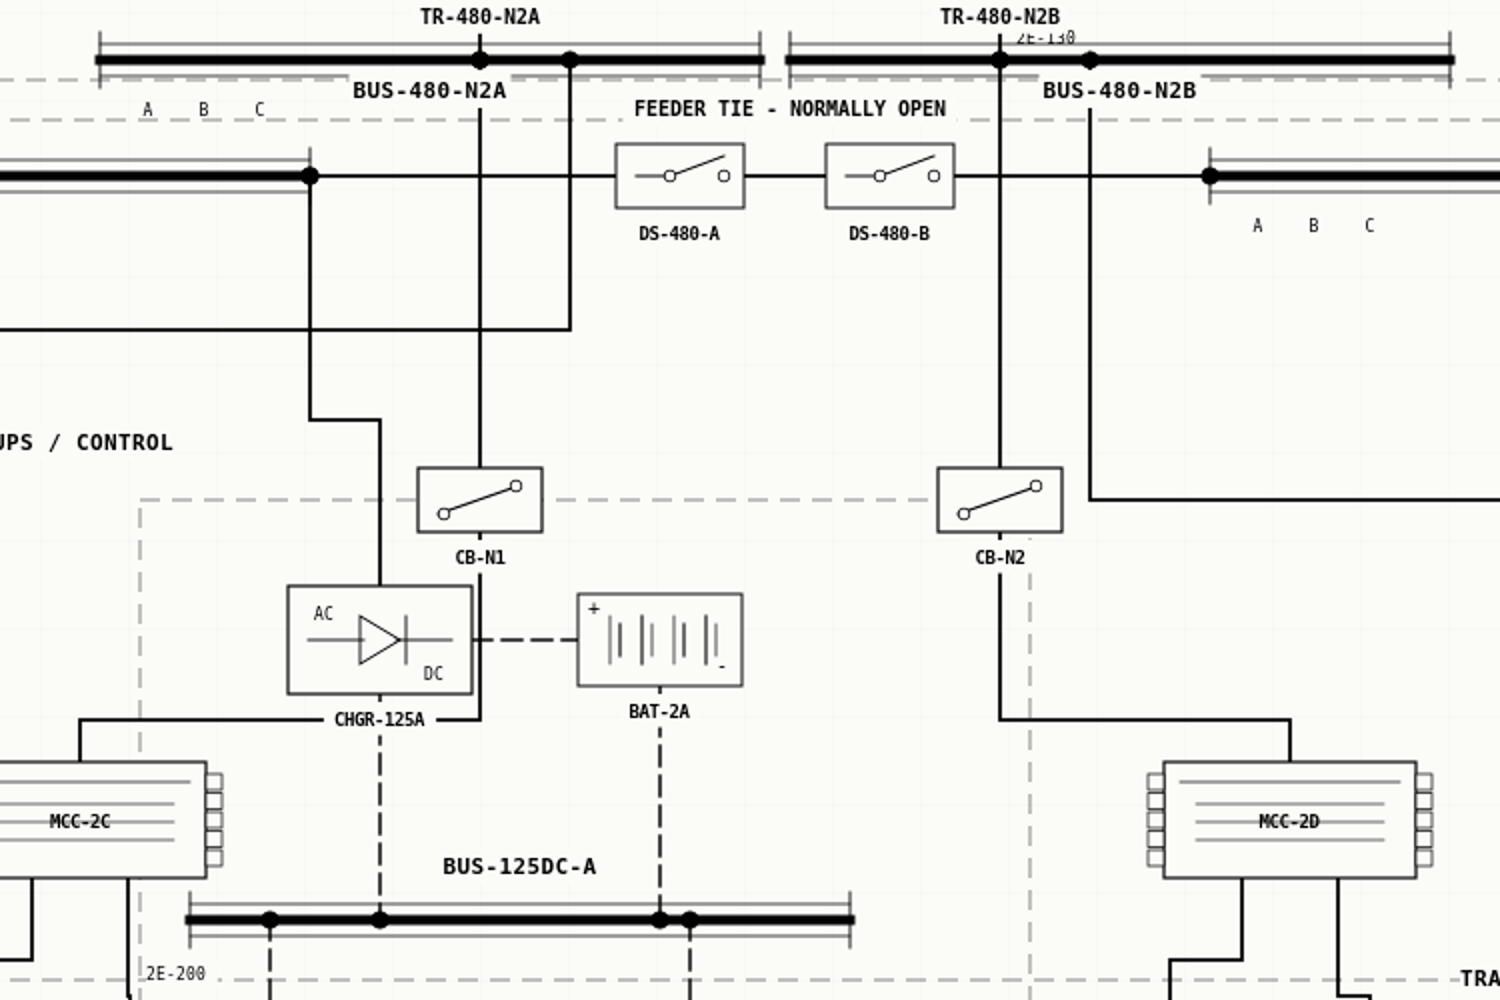 TR-480-N2A
TR-480-N2B
2E-130
BUS-480-N2A
BUS-480-N2B
A B C
FEEDER TIE - NORMALLY OPEN
DS-480-A
DS-480-B
A B C
UPS / CONTROL
CB-N1
CB-N2
AC
DC
+
-
CHGR-125A
BAT-2A
MCC-2C
MCC-2D
BUS-125DC-A
2E-200
TRA